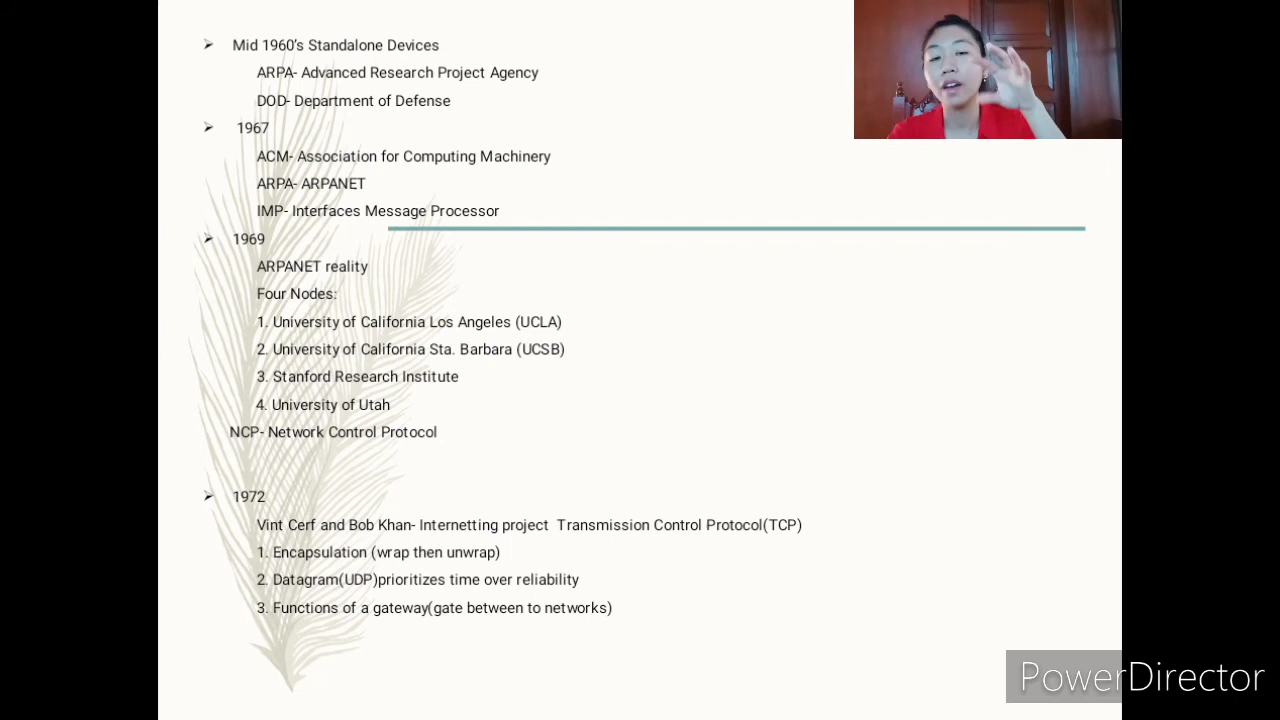 Mid 1960's Standalone Devices
ARPA- Advanced Research Project Agency
DOD- Department of Defense
1967
ACM- Association for Computing Machinery
ARPA- ARPANET
IMP- Interfaces Message Processor
1969
ARPANET reality
Four Nodes:
1. University of California Los Angeles (UCLA)
2. University of California Sta. Barbara (UCSB)
3. Stanford Research Institute
4. University of Utah
NCP- Network Control Protocol
1972
Vint Cerf and Bob Khan- Internetting project Transmission Control Protocol(TCP)
1. Encapsulation (wrap then unwrap)
2. Datagram(UDP)prioritizes time over reliability
3. Functions of a gateway(gate between to networks)
PowerDirector